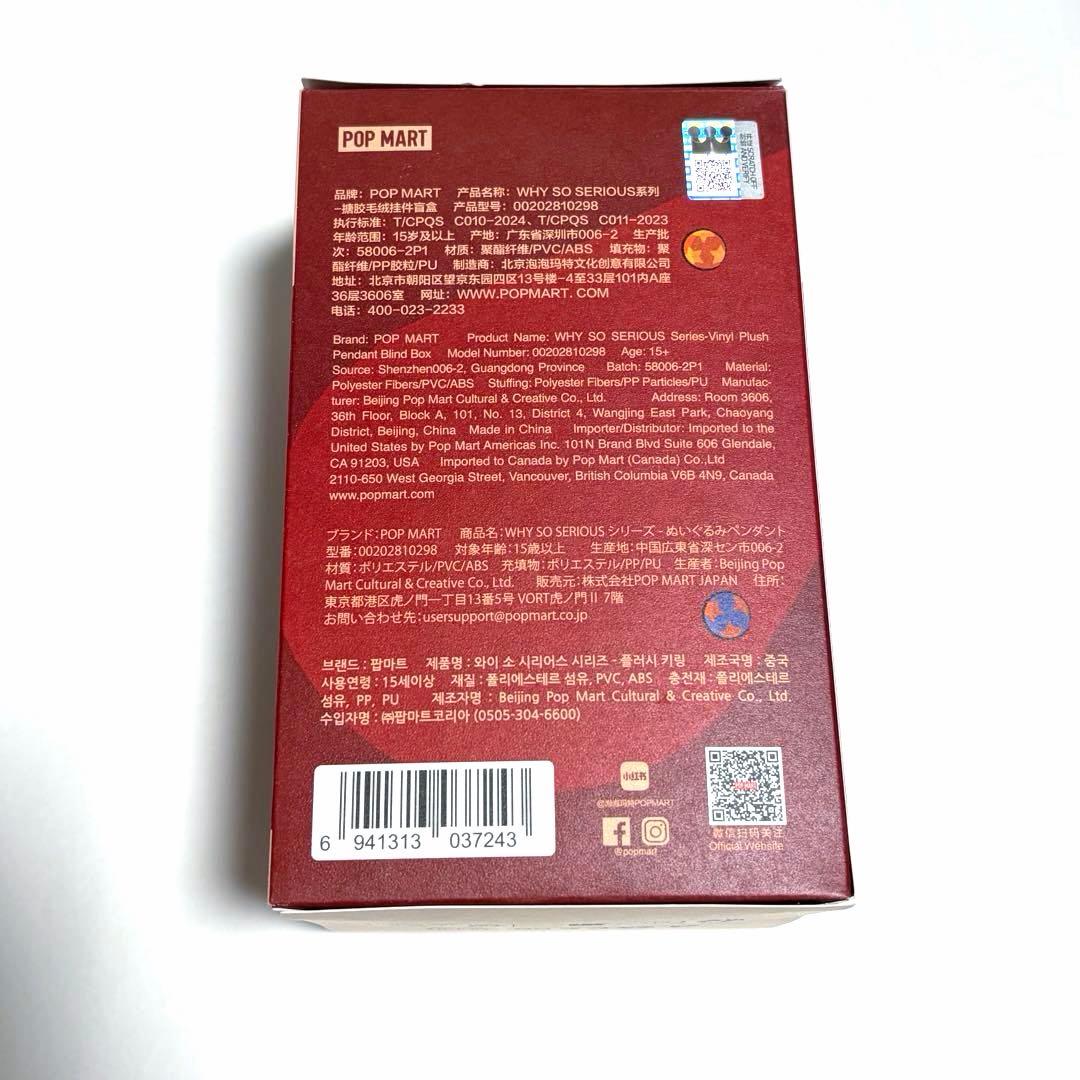 POP MART
共创 SCRATCH OFF
验真 AND VERIFY
品牌：POP MART 产品名称：WHY SO SERIOUS系列
-搪胶毛绒挂件盲盒 产品型号：00202810298
执行标准：T/CPQS C010-2024、T/CPQS C011-2023
年龄范围：15岁及以上 产地：广东省深圳市006-2 生产批
次：58006-2P1 材质：聚酯纤维/PVC/ABS 填充物：聚
酯纤维/PP胶粒/PU 制造商：北京泡泡玛特文化创意有限公司
地址：北京市朝阳区望京东园四区13号楼-4至33层101内A座
36层3606室 网址：WWW.POPMART.COM
电话：400-023-2233
Brand: POP MART Product Name: WHY SO SERIOUS Series-Vinyl Plush
Pendant Blind Box Model Number: 00202810298 Age: 15+
Source: Shenzhen006-2, Guangdong Province Batch: 58006-2P1 Material:
Polyester Fibers/PVC/ABS Stuffing: Polyester Fibers/PP Particles/PU Manufac-
turer: Beijing Pop Mart Cultural & Creative Co., Ltd. Address: Room 3606,
36th Floor, Block A, 101, No. 13, District 4, Wangjing East Park, Chaoyang
District, Beijing, China Made in China Importer/Distributor: Imported to the
United States by Pop Mart Americas Inc. 101N Brand Blvd Suite 606 Glendale,
CA 91203, USA Imported to Canada by Pop Mart (Canada) Co.,Ltd
2110-650 West Georgia Street, Vancouver, British Columbia V6B 4N9, Canada
www.popmart.com
ブランド：POP MART 商品名：WHY SO SERIOUS シリーズ - ぬいぐるみペンダント
型番：00202810298 対象年齢：15歳以上 生産地：中国広東省深セン市006-2
材質：ポリエステル/PVC/ABS 充填物：ポリエステル/PP/PU 生産者：Beijing Pop
Mart Cultural & Creative Co., Ltd. 販売元：株式会社POP MART JAPAN 住所：
東京都港区虎ノ門一丁目13番5号 VORT虎ノ門Ⅱ 7階
お問い合わせ先：usersupport@popmart.co.jp
브랜드 : 팝마트 제품명 : 와이 소 시리어스 시리즈 - 플러시 키링 제조국명 : 중국
사용연령 : 15세이상 재질 : 폴리에스테르 섬유, PVC, ABS 충전재 : 폴리에스테르
섬유, PP, PU 제조자명 : Beijing Pop Mart Cultural & Creative Co., Ltd.
수입자명 : ㈜팝마트코리아 (0505-304-6600)
小红书
@泡泡玛特POPMART
@popmart
微信扫码关注
Official Website
6 941313 037243